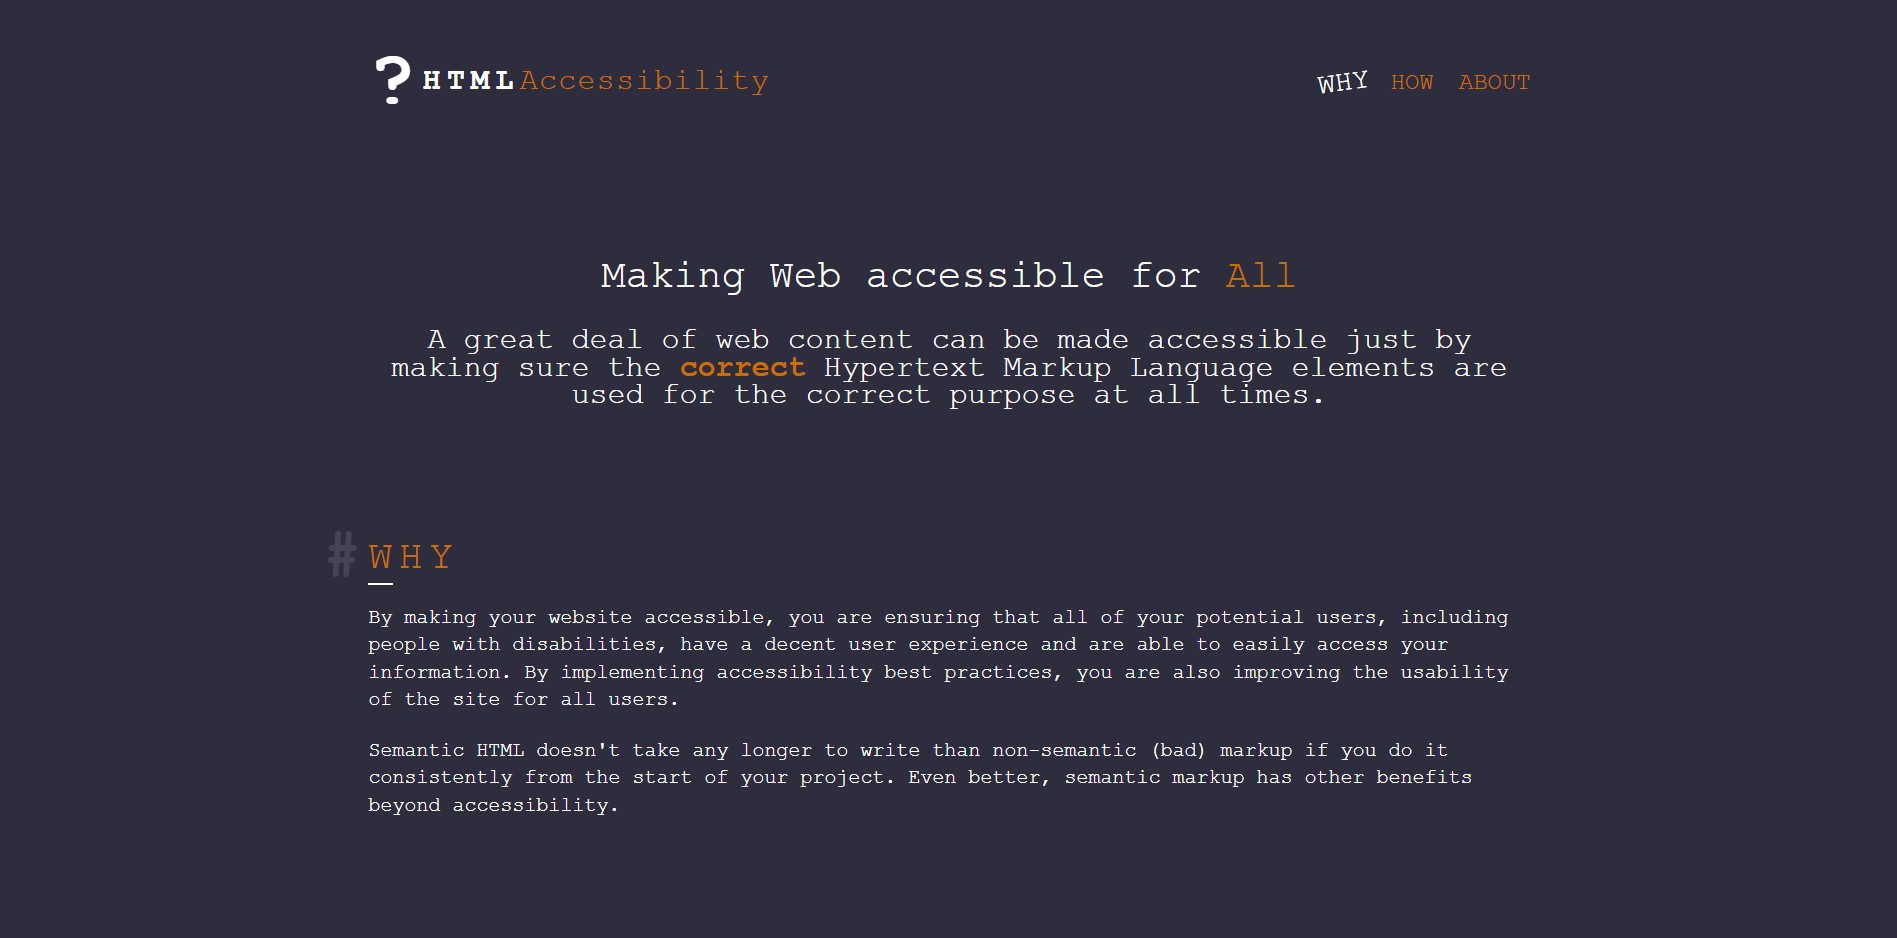 ? HTMLAccessibility
WHY HOW ABOUT
Making Web accessible for All
A great deal of web content can be made accessible just by
making sure the correct Hypertext Markup Language elements are
used for the correct purpose at all times.
# WHY
By making your website accessible, you are ensuring that all of your potential users, including
people with disabilities, have a decent user experience and are able to easily access your
information. By implementing accessibility best practices, you are also improving the usability
of the site for all users.
Semantic HTML doesn't take any longer to write than non-semantic (bad) markup if you do it
consistently from the start of your project. Even better, semantic markup has other benefits
beyond accessibility.